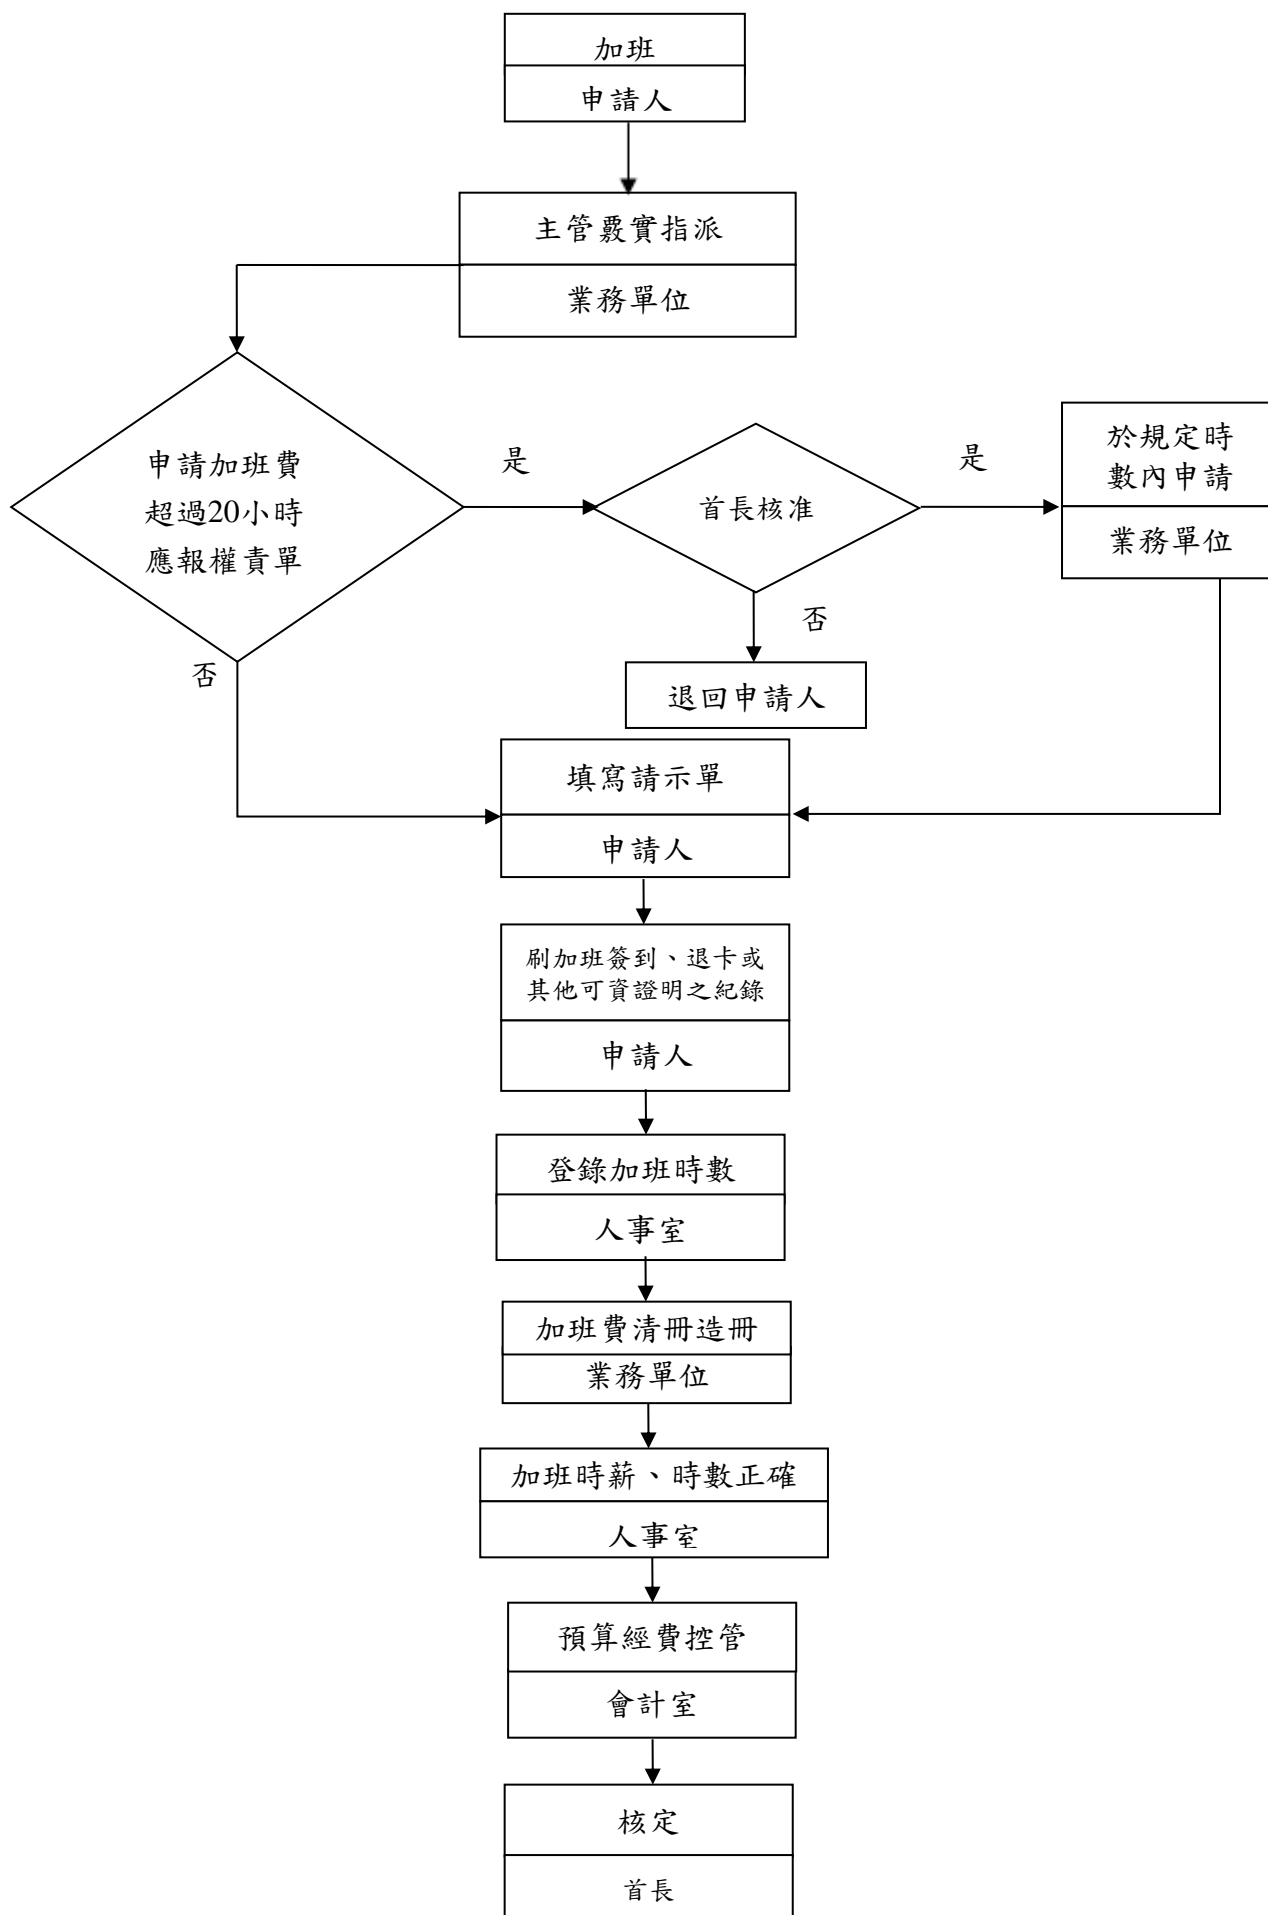 加班
申請人
主管覈實指派
業務單位
申請加班費
超過20小時
應報權責單
是
首長核准
是
於規定時
數內申請
業務單位
否
退回申請人
否
填寫請示單
申請人
刷加班簽到、退卡或
其他可資證明之紀錄
申請人
登錄加班時數
人事室
加班費清冊造冊
業務單位
加班時薪、時數正確
人事室
預算經費控管
會計室
核定
首長